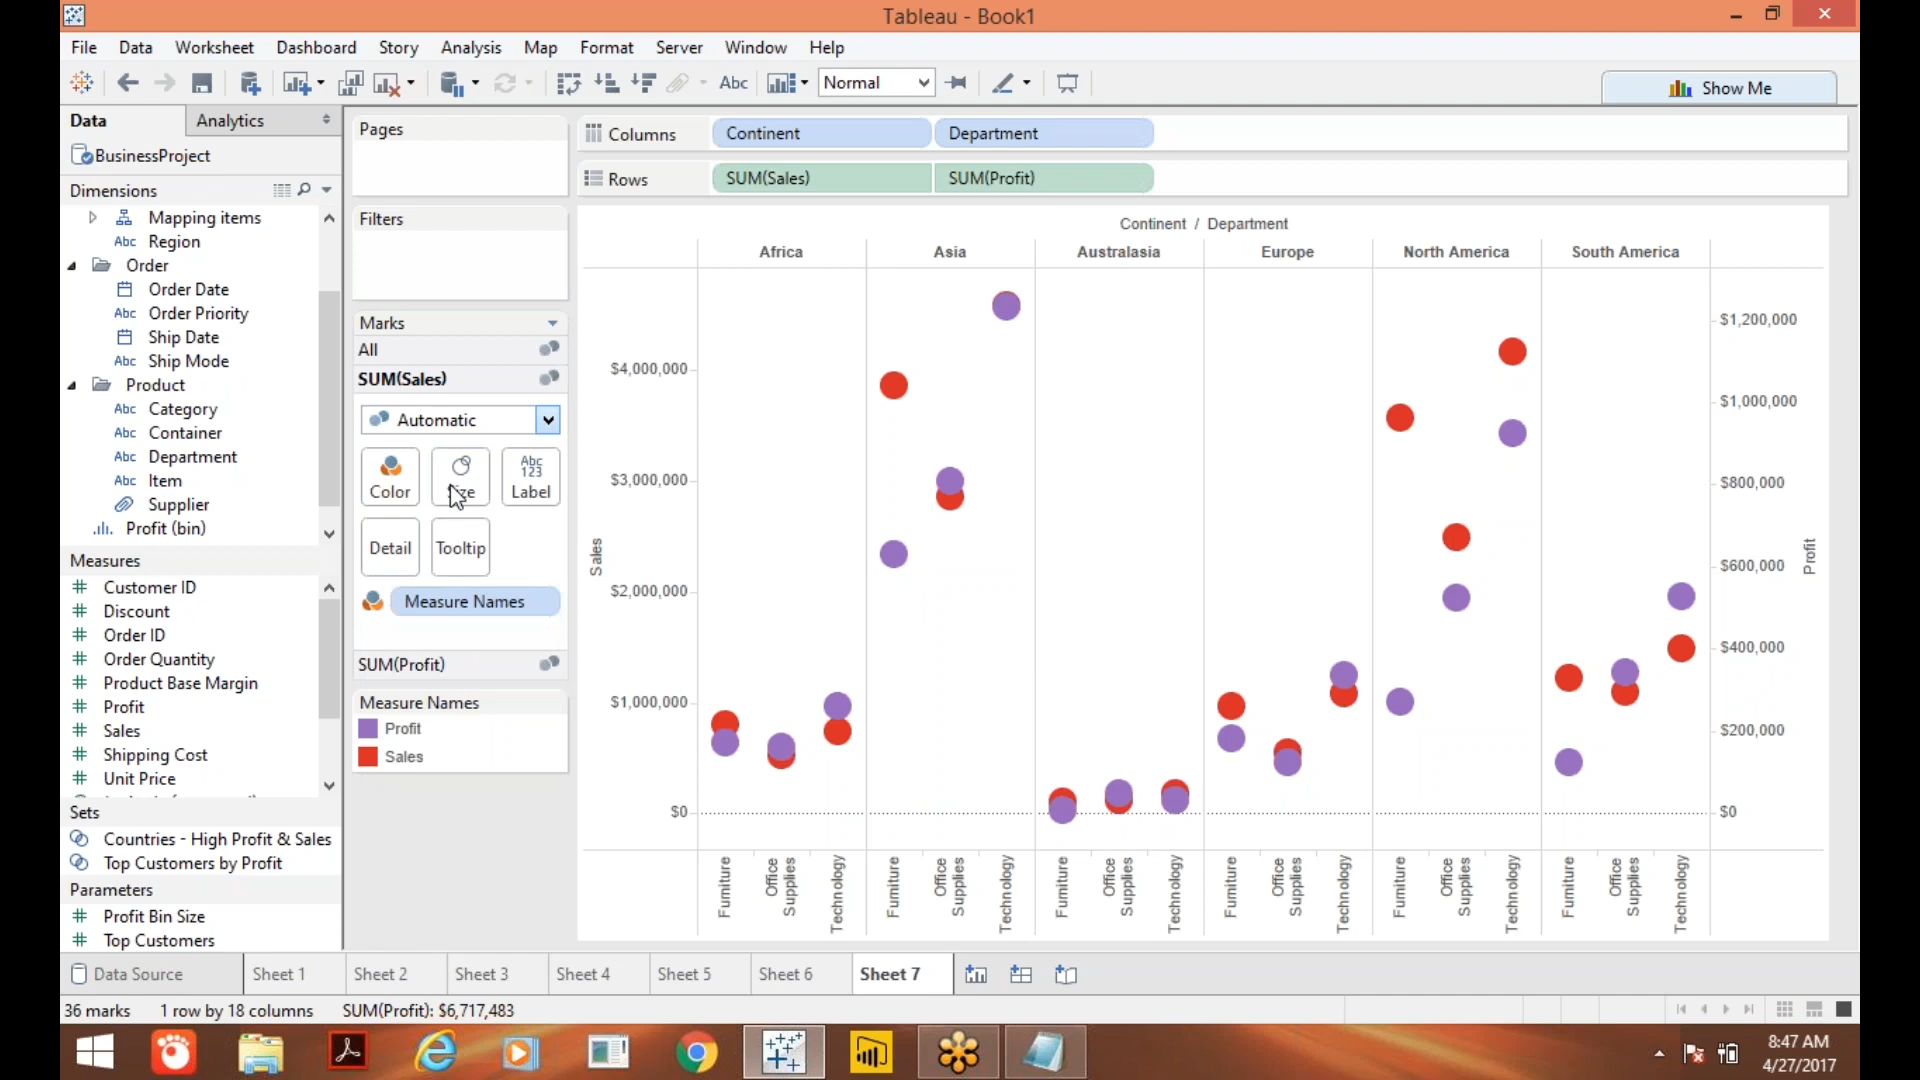 Tableau - Book1
File Data Worksheet Dashboard Story Analysis Map Format Server Window Help
Abc Normal Show Me
Data Analytics
BusinessProject
Dimensions
Mapping items
Abc Region
Order
Order Date
Abc Order Priority
Ship Date
Abc Ship Mode
Product
Abc Category
Abc Container
Abc Department
Abc Item
Supplier
Profit (bin)
Measures
# Customer ID
# Discount
# Order ID
# Order Quantity
# Product Base Margin
# Profit
# Sales
# Shipping Cost
# Unit Price
Sets
Countries - High Profit & Sales
Top Customers by Profit
Parameters
# Profit Bin Size
# Top Customers
Pages
Filters
Marks
All
SUM(Sales)
Automatic
Color Size Abc 123 Label
Detail Tooltip
Measure Names
SUM(Profit)
Measure Names
Profit
Sales
Columns Continent Department
Rows SUM(Sales) SUM(Profit)
Continent / Department
Africa Asia Australasia Europe North America South America
Sales
$4,000,000
$3,000,000
$2,000,000
$1,000,000
$0
Profit
$1,200,000
$1,000,000
$800,000
$600,000
$400,000
$200,000
$0
Furniture Office Supplies Technology Furniture Office Supplies Technology Furniture Office Supplies Technology Furniture Office Supplies Technology Furniture Office Supplies Technology Furniture Office Supplies Technology
Data Source Sheet 1 Sheet 2 Sheet 3 Sheet 4 Sheet 5 Sheet 6 Sheet 7
36 marks 1 row by 18 columns SUM(Profit): $6,717,483
8:47 AM
4/27/2017